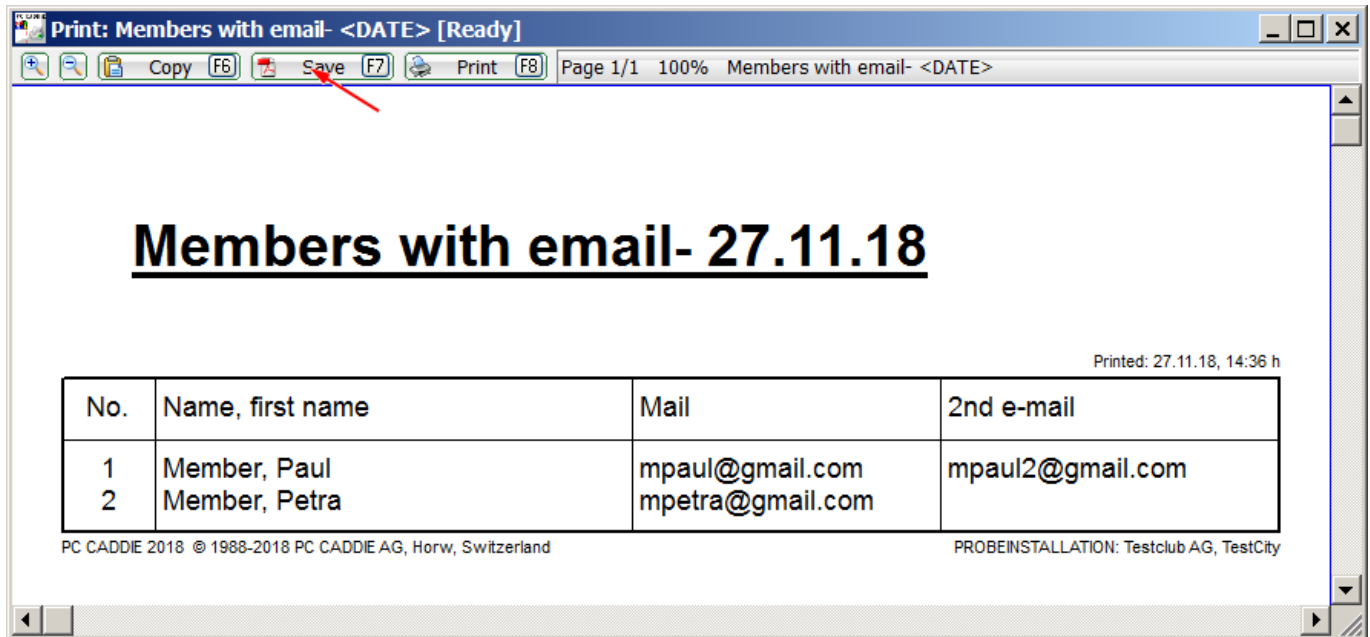 Print: Members with email- <DATE> [Ready]
Copy F6 Save F7 Print F8 Page 1/1 100% Members with email- <DATE>
Members with email- 27.11.18
Printed: 27.11.18, 14:36 h
No. Name, first name Mail 2nd e-mail
1 Member, Paul mpaul@gmail.com mpaul2@gmail.com
2 Member, Petra mpetra@gmail.com
PC CADDIE 2018 © 1988-2018 PC CADDIE AG, Horw, Switzerland PROBEINSTALLATION: Testclub AG, TestCity